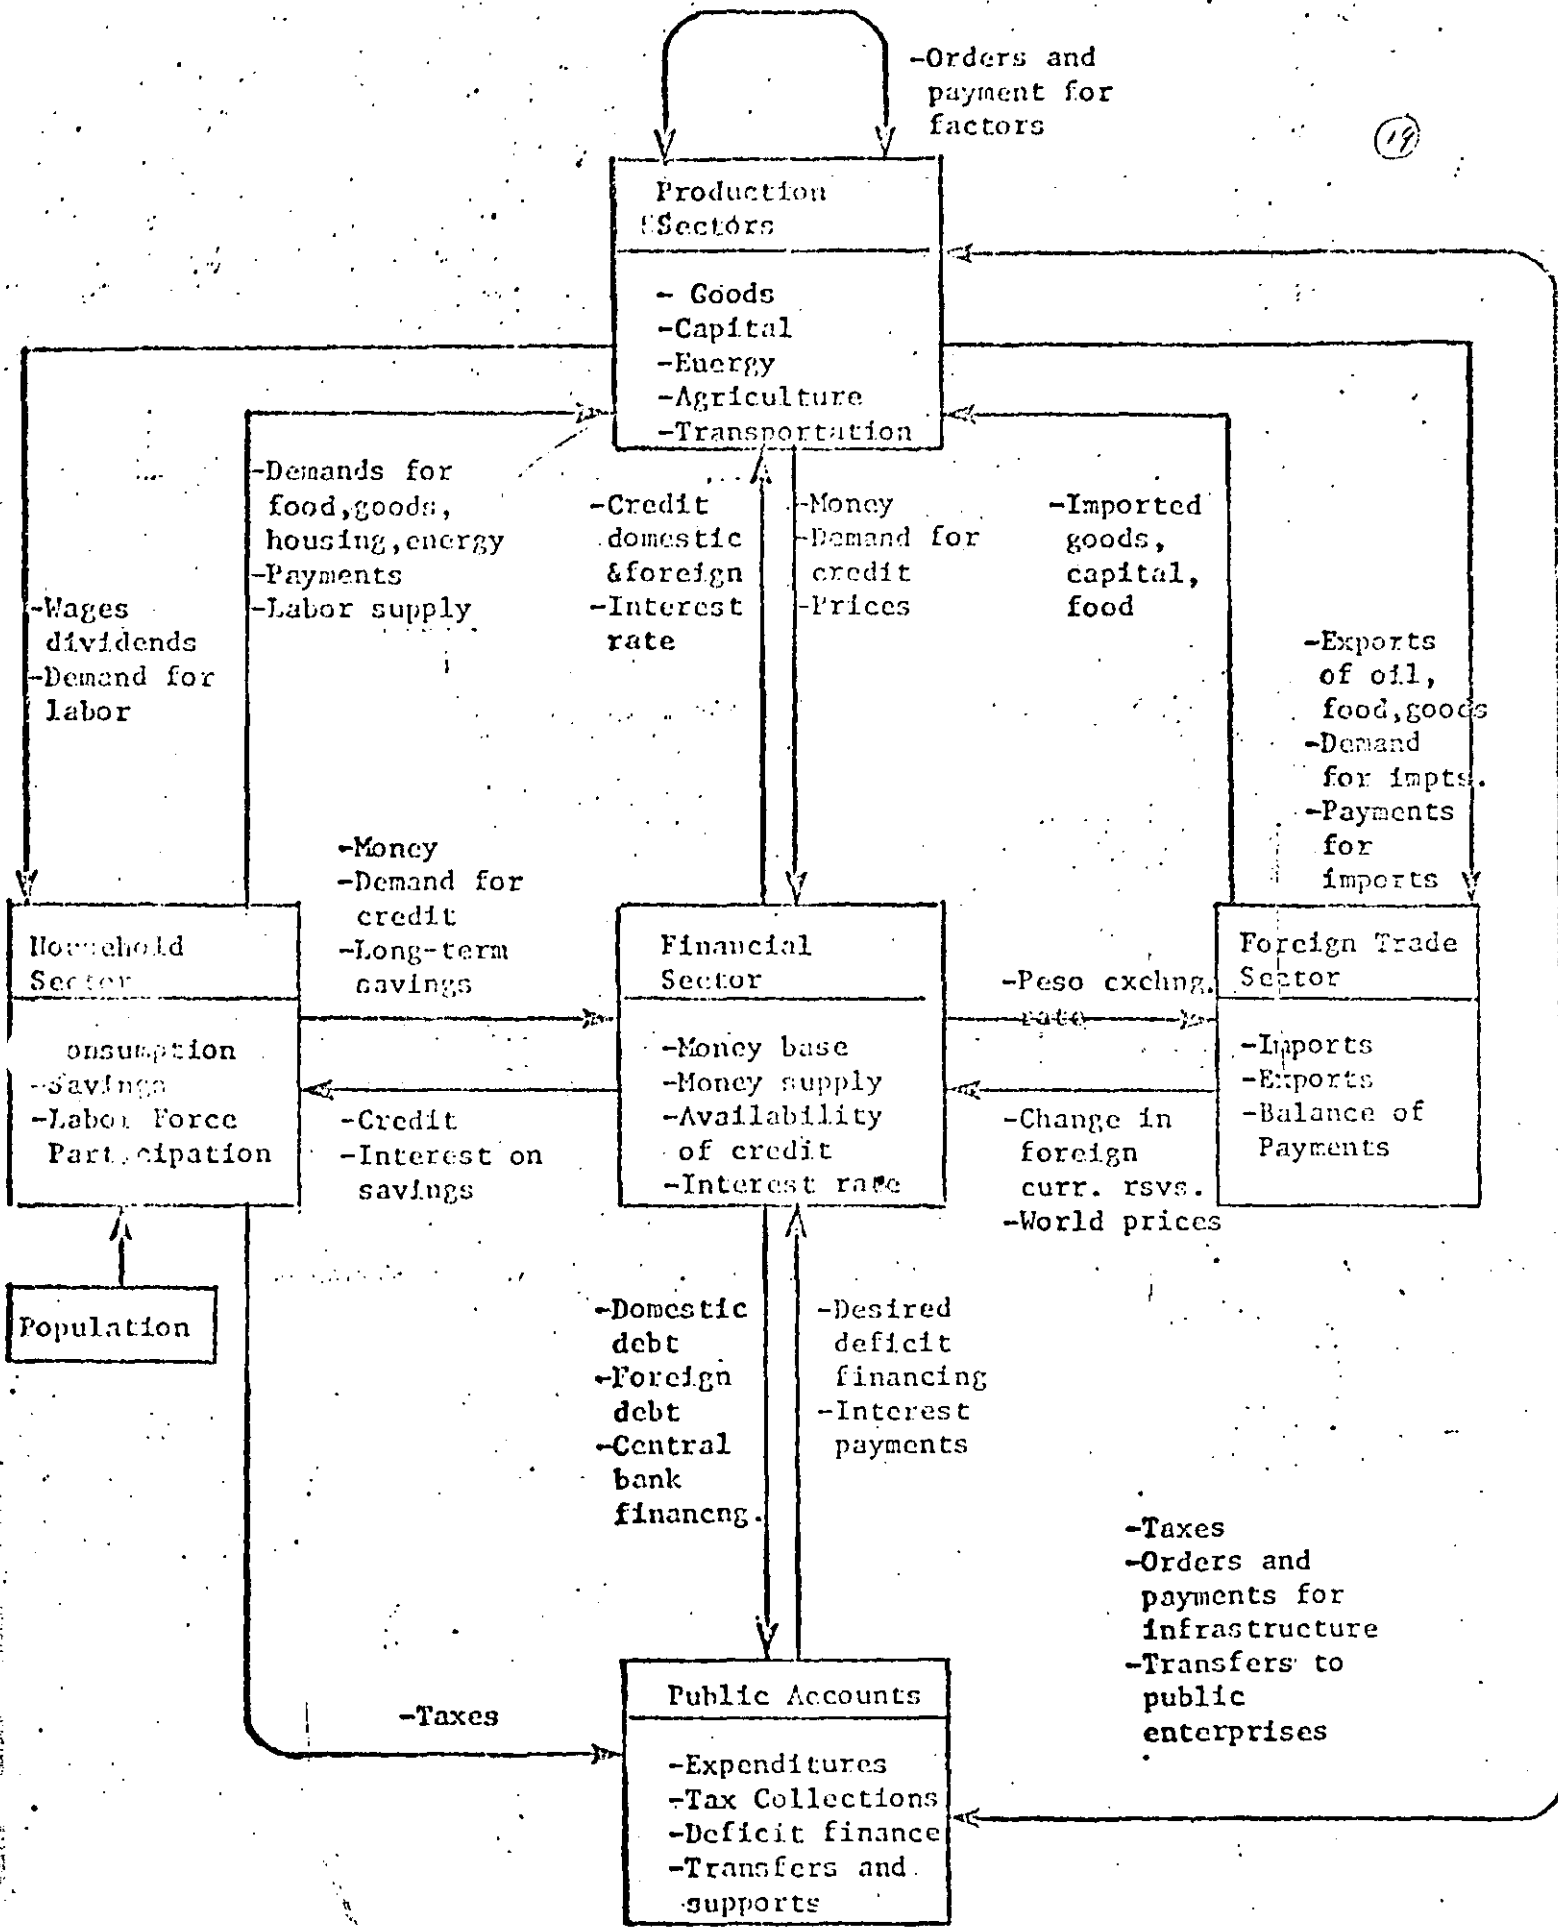 -Orders and
payment for
factors
19
Production
Sectors
- Goods
-Capital
-Energy
-Agriculture
-Transportation
-Demands for
food,goods,
housing,energy
-Payments
-Labor supply
-Credit
domestic
&foreign
-Interest
rate
-Money
-Demand for
credit
-Prices
-Imported
goods,
capital,
food
-Wages
dividends
-Demand for
labor
-Exports
of oil,
food,goods
-Demand
for impts.
-Payments
for
imports
-Money
-Demand for
credit
-Long-term
savings
Household
Sector
onsumption
-Savings
-Labor Force
Participation
Financial
Sector
-Money base
-Money supply
-Availability
of credit
-Interest rate
-Peso exchng.
rate
Foreign Trade
Sector
-Imports
-Exports
-Balance of
Payments
-Credit
-Interest on
savings
-Change in
foreign
curr. rsvs.
-World prices
Population
-Domestic
debt
-Foreign
debt
-Central
bank
financng.
-Desired
deficit
financing
-Interest
payments
-Taxes
-Orders and
payments for
infrastructure
-Transfers to
public
enterprises
-Taxes
Public Accounts
-Expenditures
-Tax Collections
-Deficit finance
-Transfers and
supports